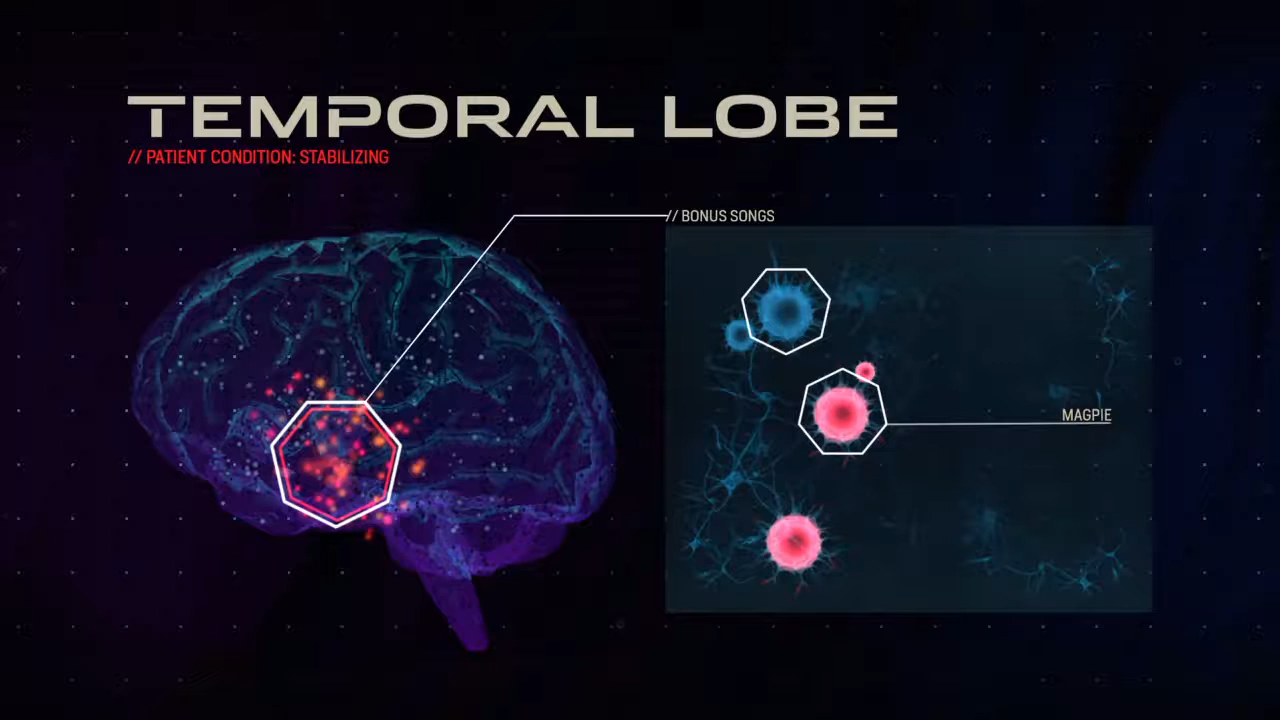 TEMPORAL LOBE
// PATIENT CONDITION: STABILIZING
// BONUS SONGS
MAGPIE